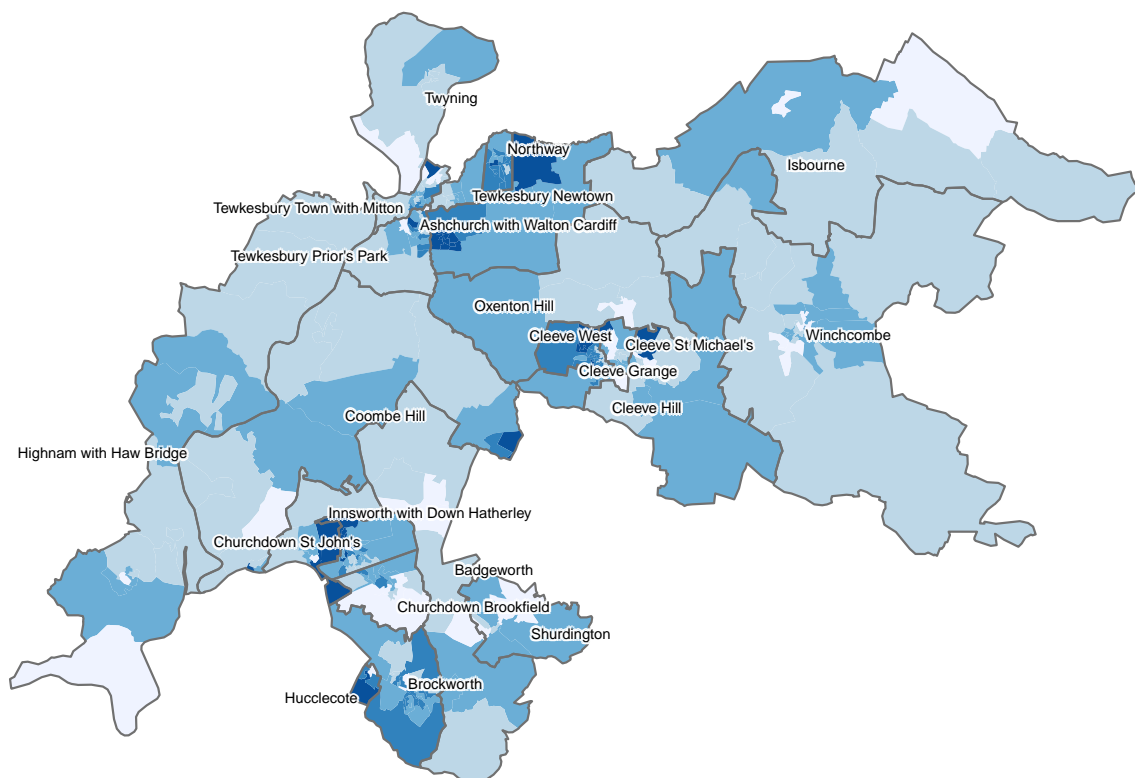 Twyning
Northway
Isbourne
Tewkesbury Newtown
Tewkesbury Town with Mitton
Ashchurch with Walton Cardiff
Tewkesbury Prior's Park
Oxenton Hill
Cleeve West
Cleeve St Michael's
Winchcombe
Cleeve Grange
Cleeve Hill
Coombe Hill
Highnam with Haw Bridge
Innsworth with Down Hatherley
Churchdown St John's
Badgeworth
Churchdown Brookfield
Shurdington
Brockworth
Hucclecote